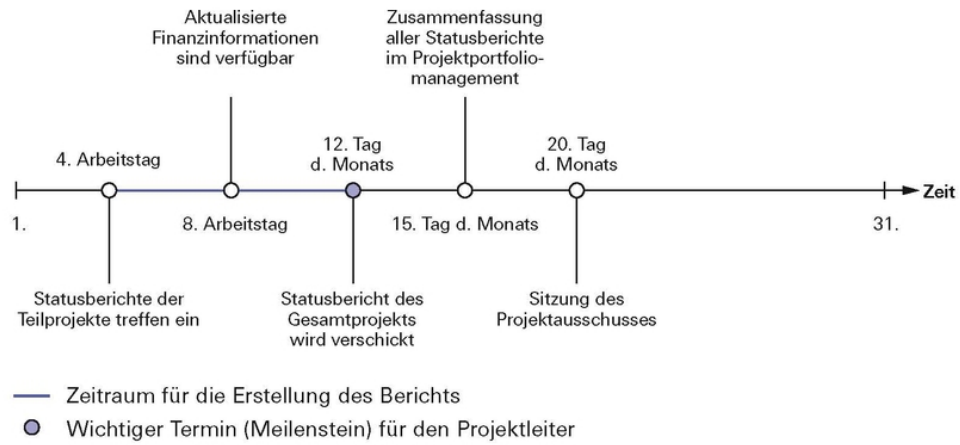 Aktualisierte
Finanzinformationen
sind verfügbar
Zusammenfassung
aller Statusberichte
im Projektportfolio-
management
4. Arbeitstag
12. Tag
d. Monats
20. Tag
d. Monats
Zeit
1.
8. Arbeitstag
15. Tag d. Monats
31.
Statusberichte der
Teilprojekte treffen ein
Statusbericht des
Gesamtprojekts
wird verschickt
Sitzung des
Projektausschusses
Zeitraum für die Erstellung des Berichts
Wichtiger Termin (Meilenstein) für den Projektleiter